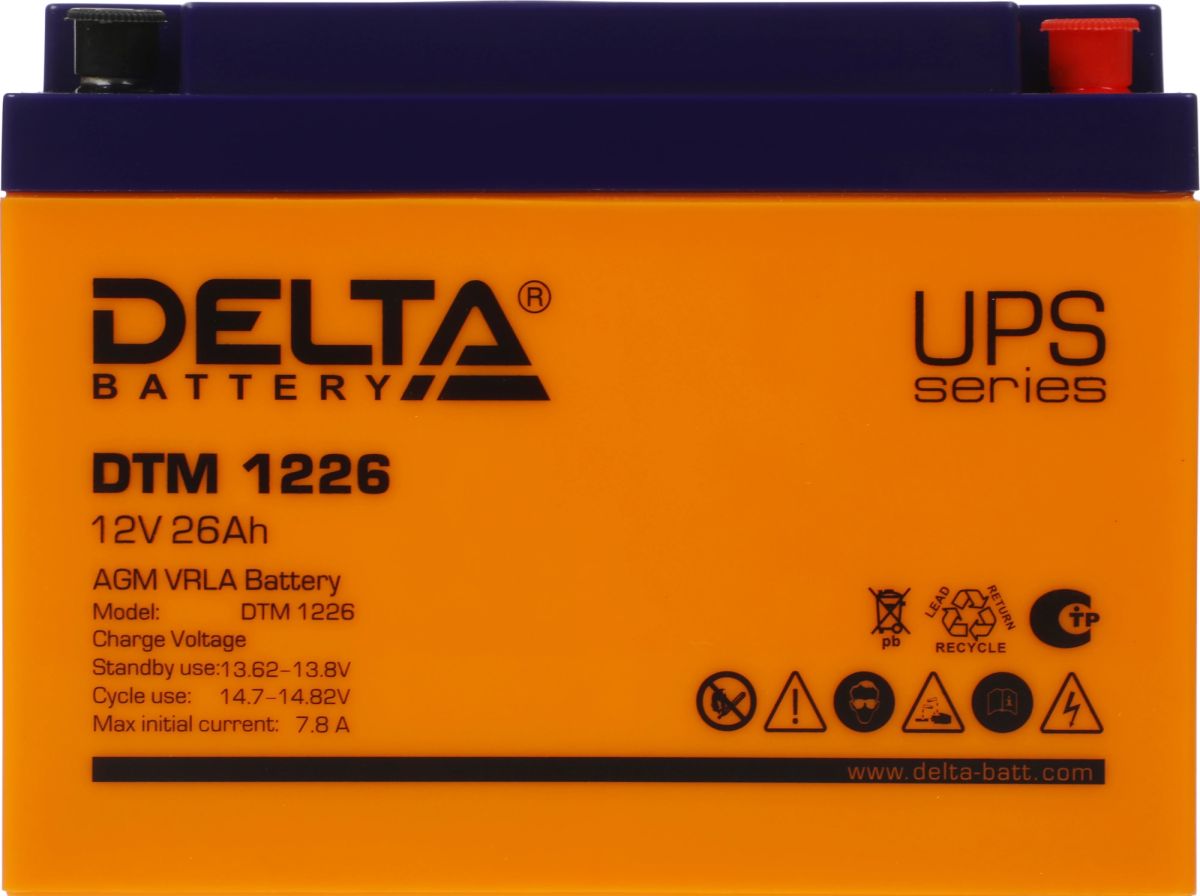 DELTA®
BATTERY
UPS
series
DTM 1226
12V 26Ah
AGM VRLA Battery
Model: DTM 1226
Charge Voltage
Standby use:13.62-13.8V
Cycle use: 14.7-14.82V
Max initial current: 7.8 A
pb
LEAD RETURN
RECYCLE
СТР
www.delta-batt.com